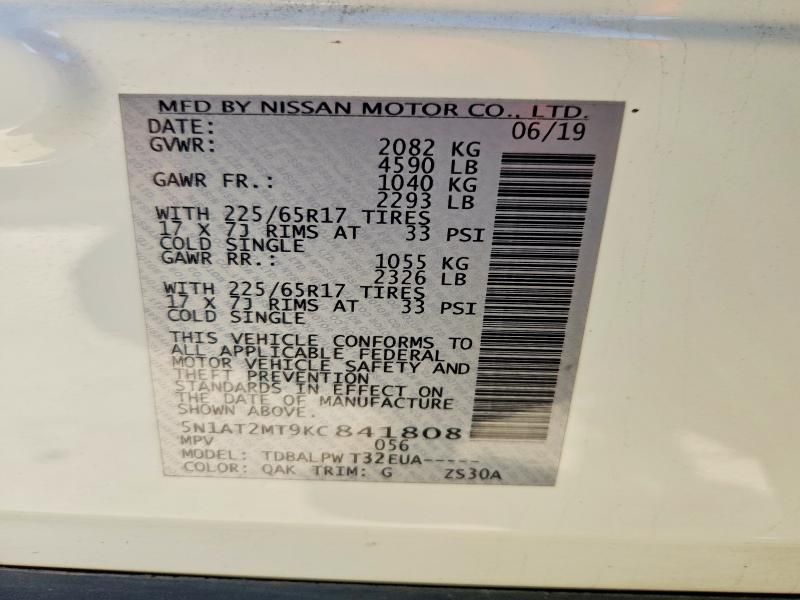 MFD BY NISSAN MOTOR CO., LTD.
DATE: 06/19
GVWR: 2082 KG
4590 LB
GAWR FR.: 1040 KG
2293 LB
WITH 225/65R17 TIRES
17 X 7J RIMS AT 33 PSI
COLD SINGLE
GAWR RR.: 1055 KG
2326 LB
WITH 225/65R17 TIRES
17 X 7J RIMS AT 33 PSI
COLD SINGLE
THIS VEHICLE CONFORMS TO
ALL APPLICABLE FEDERAL
MOTOR VEHICLE SAFETY AND
THEFT PREVENTION
STANDARDS IN EFFECT ON
THE DATE OF MANUFACTURE
SHOWN ABOVE.
5N1AT2MT9KC841808
MPV 056
MODEL: TDBALPW T32EUA-----
COLOR: QAK TRIM: G ZS30A